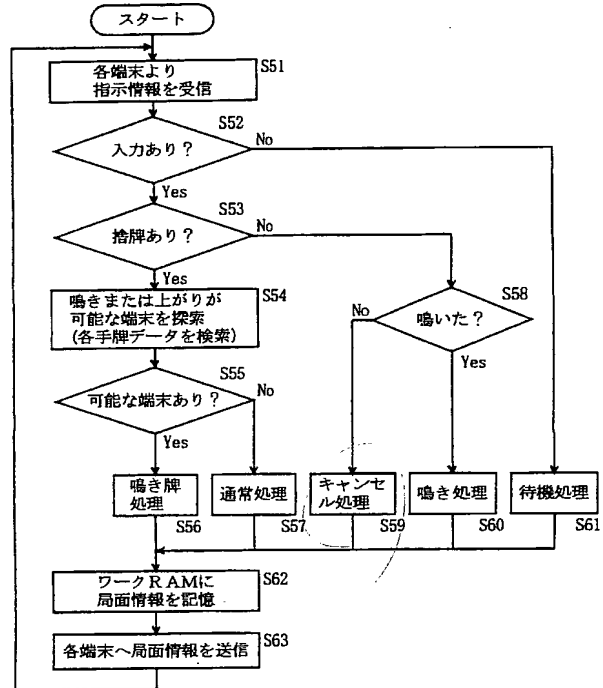 スタート
各端末より
指示情報を受信
S51
入力あり？
S52
No
Yes
捨牌あり？
S53
No
Yes
鳴きまたは上がりが
可能な端末を探索
(各手牌データを検索)
S54
鳴いた？
S58
No
Yes
可能な端末あり？
S55
No
Yes
鳴き牌
処理
S56
通常処理
S57
キャンセ
ル処理
S59
鳴き処理
S60
待機処理
S61
ワークＲＡＭに
局面情報を記憶
S62
各端末へ局面情報を送信
S63